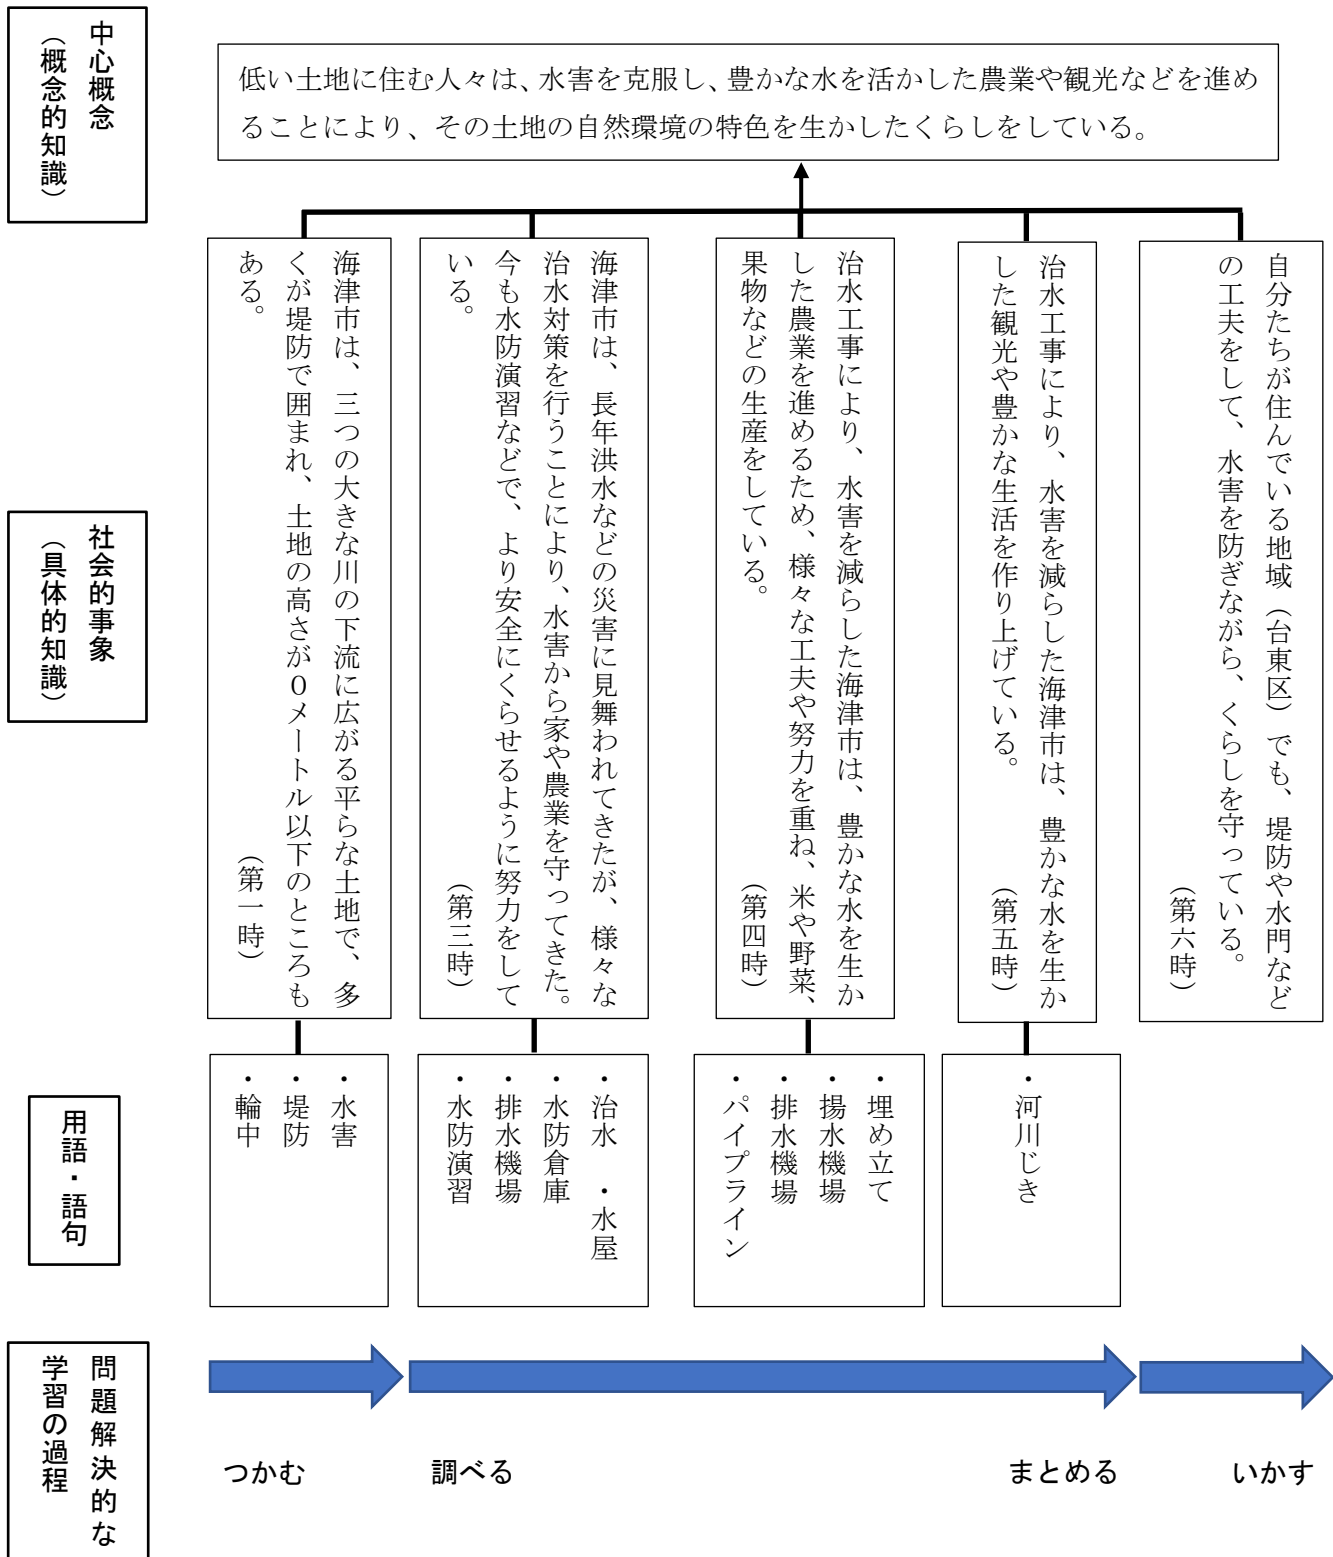 中心概念
（概念的知識）
低い土地に住む人々は、水害を克服し、豊かな水を活かした農業や観光などを進め
ることにより、その土地の自然環境の特色を生かしたくらしをしている。
社会的事象
（具体的知識）
海津市は、三つの大きな川の下流に広がる平らな土地で、多
くが堤防で囲まれ、土地の高さが０メートル以下のところも
ある。
（第一時）
海津市は、長年洪水などの災害に見舞われてきたが、様々な
治水対策を行うことにより、水害から家や農業を守ってきた。
今も水防演習などで、より安全にくらせるように努力をして
いる。
（第三時）
治水工事により、水害を減らした海津市は、豊かな水を生か
した農業を進めるため、様々な工夫や努力を重ね、米や野菜、
果物などの生産をしている。
（第四時）
治水工事により、水害を減らした海津市は、豊かな水を生か
した観光や豊かな生活を作り上げている。
（第五時）
自分たちが住んでいる地域（台東区）でも、堤防や水門など
の工夫をして、水害を防ぎながら、くらしを守っている。
（第六時）
用語・語句
・水害
・堤防
・輪中
・治水 ・水屋
・水防倉庫
・排水機場
・水防演習
・埋め立て
・揚水機場
・排水機場
・パイプライン
・河川じき
問題解決的な
学習の過程
つかむ
調べる
まとめる
いかす